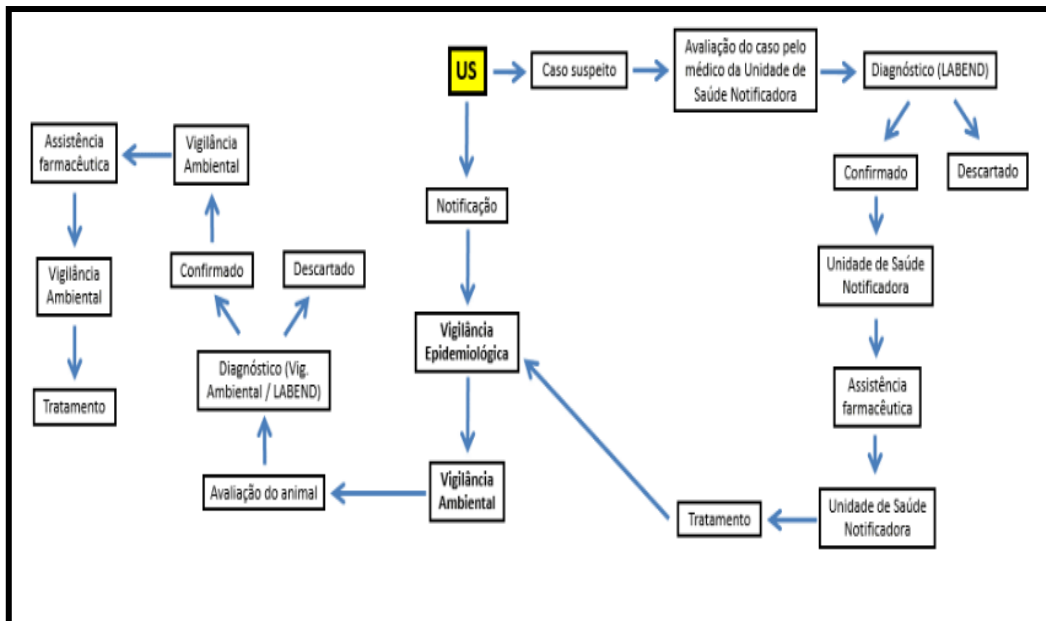 US
Caso suspeito
Avaliação do caso pelo
médico da Unidade de
Saúde Notificadora
Diagnóstico (LABEND)
Confirmado
Descartado
Unidade de Saúde
Notificadora
Assistência
farmacêutica
Unidade de Saúde
Notificadora
Tratamento
Notificação
Vigilância
Epidemiológica
Vigilância
Ambiental
Avaliação do animal
Diagnóstico (Vig.
Ambiental / LABEND)
Confirmado
Descartado
Vigilância
Ambiental
Assistência
farmacêutica
Vigilância
Ambiental
Tratamento